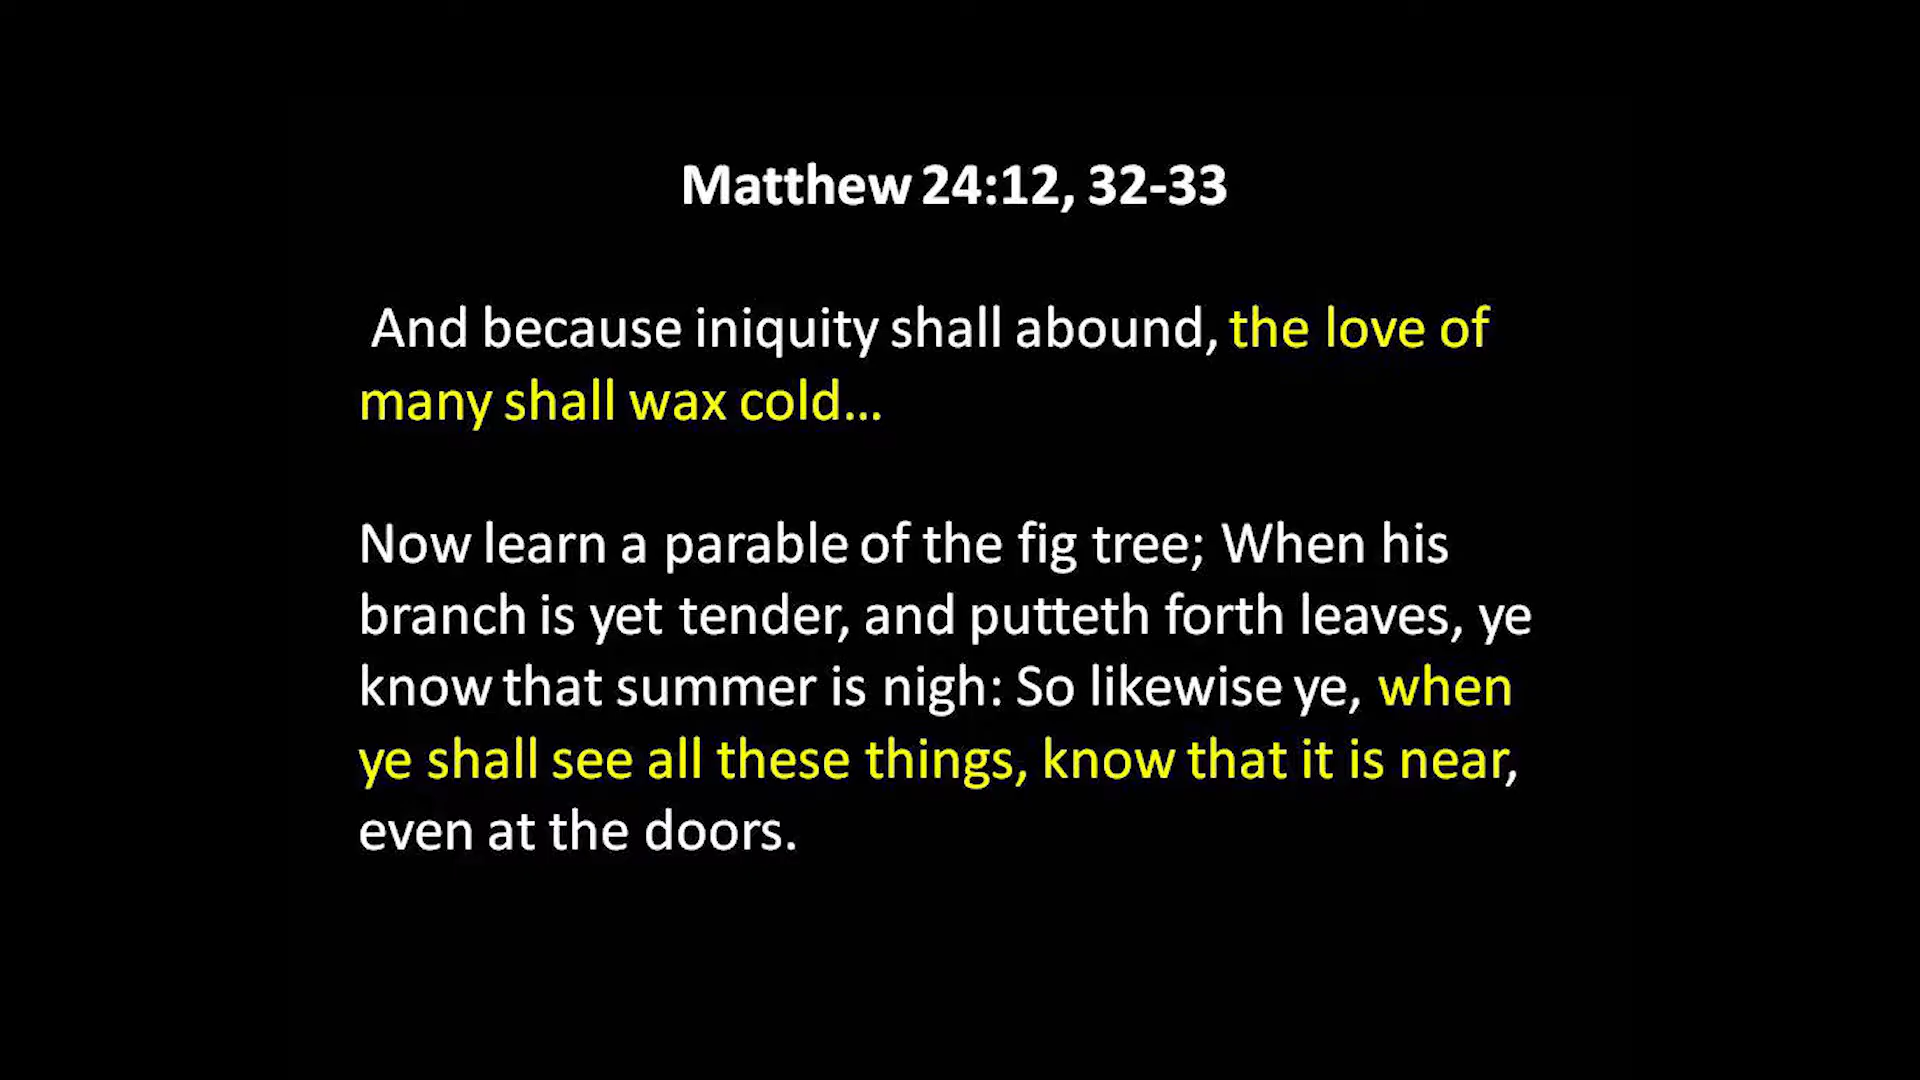 Matthew 24:12, 32-33
And because iniquity shall abound, the love of
many shall wax cold...
Now learn a parable of the fig tree; When his
branch is yet tender, and putteth forth leaves, ye
know that summer is nigh: So likewise ye, when
ye shall see all these things, know that it is near,
even at the doors.